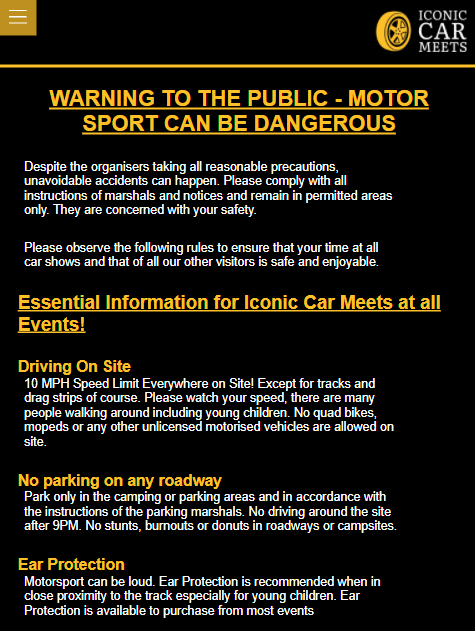 ICONIC
CAR
MEETS
WARNING TO THE PUBLIC - MOTOR
SPORT CAN BE DANGEROUS
Despite the organisers taking all reasonable precautions,
unavoidable accidents can happen. Please comply with all
instructions of marshals and notices and remain in permitted areas
only. They are concerned with your safety.
Please observe the following rules to ensure that your time at all
car shows and that of all our other visitors is safe and enjoyable.
Essential Information for Iconic Car Meets at all
Events!
Driving On Site
10 MPH Speed Limit Everywhere on Site! Except for tracks and
drag strips of course. Please watch your speed, there are many
people walking around including young children. No quad bikes,
mopeds or any other unlicensed motorised vehicles are allowed on
site.
No parking on any roadway
Park only in the camping or parking areas and in accordance with
the instructions of the parking marshals. No driving around the site
after 9PM. No stunts, burnouts or donuts in roadways or campsites.
Ear Protection
Motorsport can be loud. Ear Protection is recommended when in
close proximity to the track especially for young children. Ear
Protection is available to purchase from most events